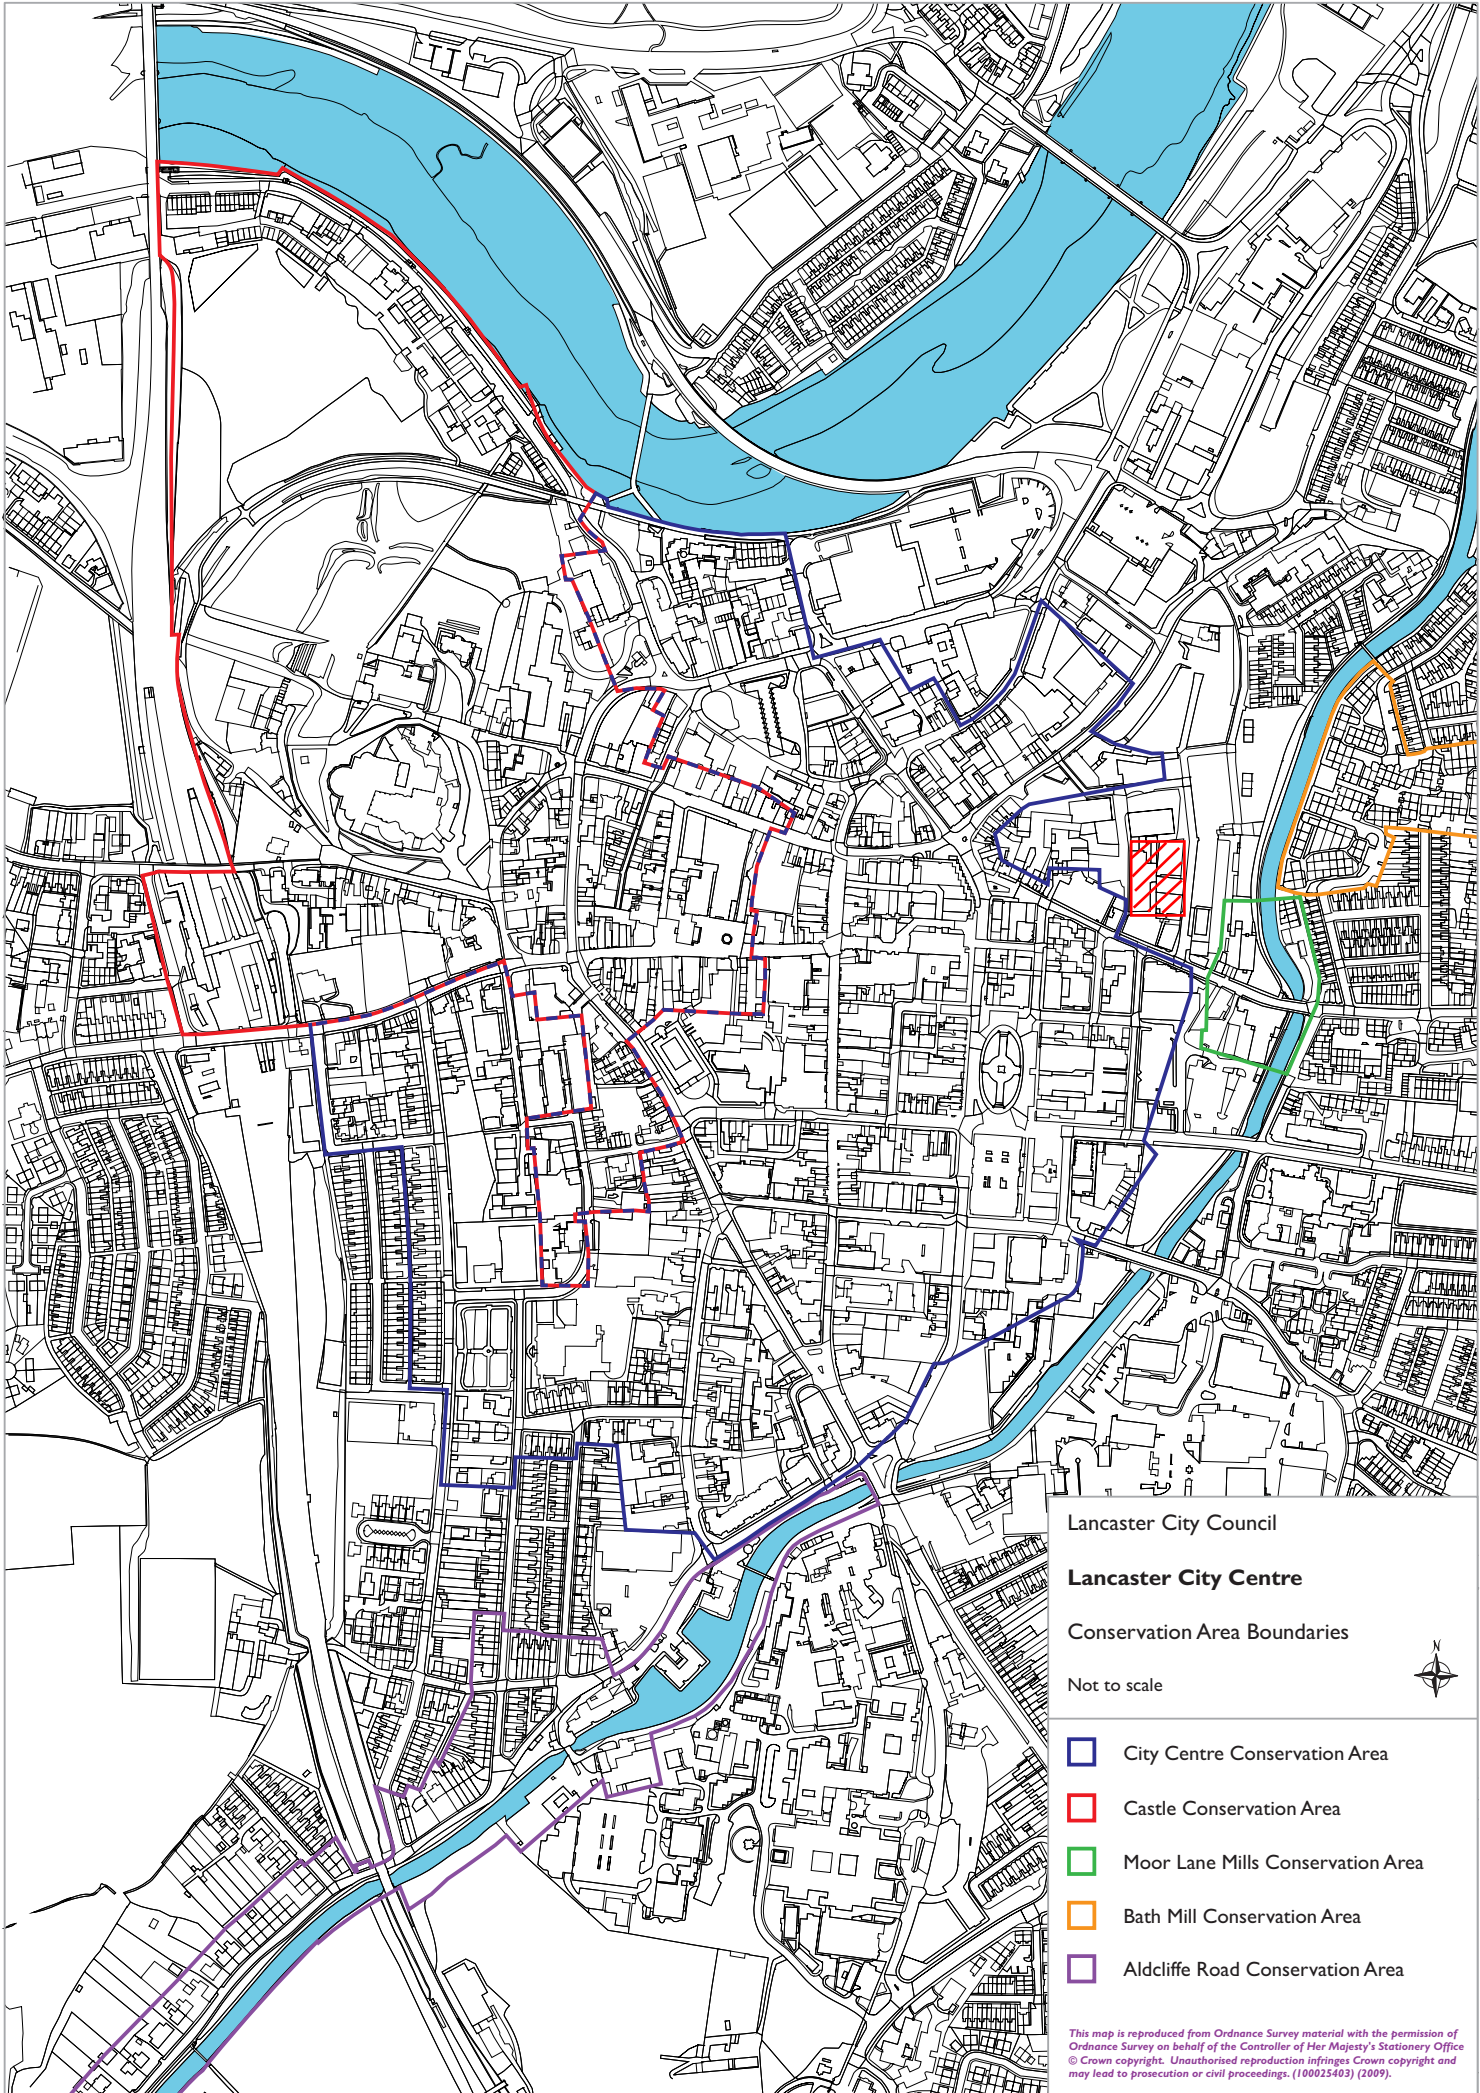 Lancaster City Council
Lancaster City Centre
Conservation Area Boundaries
Not to scale
N
City Centre Conservation Area
Castle Conservation Area
Moor Lane Mills Conservation Area
Bath Mill Conservation Area
Aldcliffe Road Conservation Area
This map is reproduced from Ordnance Survey material with the permission of
Ordnance Survey on behalf of the Controller of Her Majesty's Stationery Office
© Crown copyright. Unauthorised reproduction infringes Crown copyright and
may lead to prosecution or civil proceedings. (100025403) (2009).